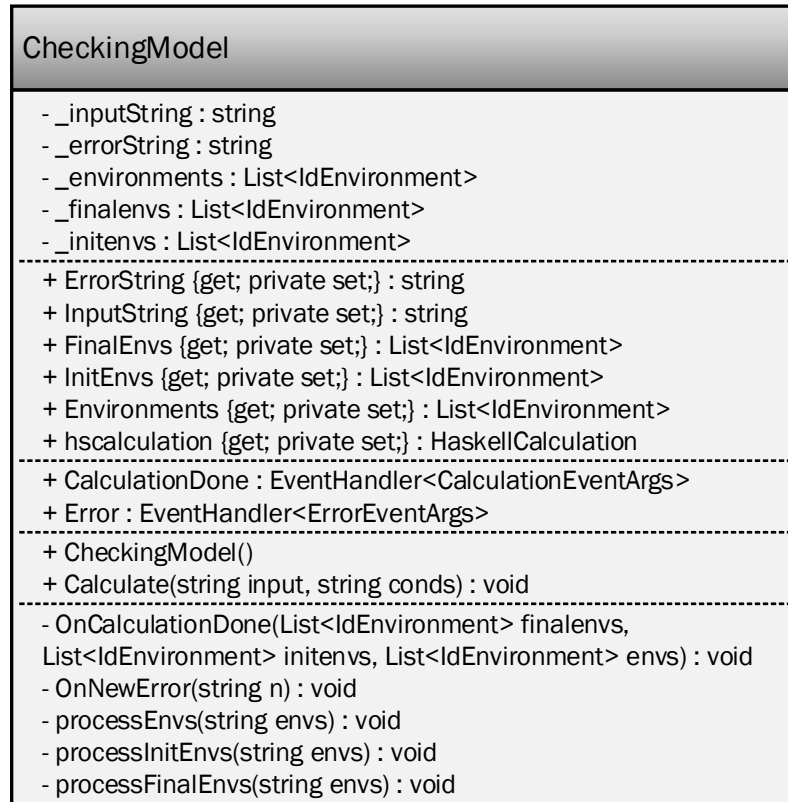 CheckingModel
- _inputString : string
- _errorString : string
- _environments : List<IdEnvironment>
- _finalenvs : List<IdEnvironment>
- _initenvs : List<IdEnvironment>
+ ErrorString {get; private set;} : string
+ InputString {get; private set;} : string
+ FinalEnvs {get; private set;} : List<IdEnvironment>
+ InitEnvs {get; private set;} : List<IdEnvironment>
+ Environments {get; private set;} : List<IdEnvironment>
+ hscalculation {get; private set;} : HaskellCalculation
+ CalculationDone : EventHandler<CalculationEventArgs>
+ Error : EventHandler<ErrorEventArgs>
+ CheckingModel()
+ Calculate(string input, string conds) : void
- OnCalculationDone(List<IdEnvironment> finalenvs,
List<IdEnvironment> initenvs, List<IdEnvironment> envs) : void
- OnNewError(string n) : void
- processEnvs(string envs) : void
- processInitEnvs(string envs) : void
- processFinalEnvs(string envs) : void